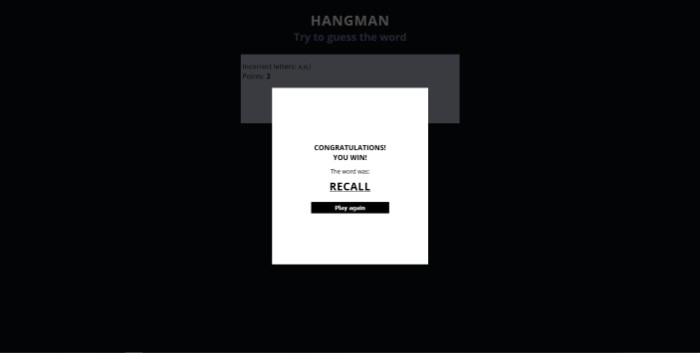 HANGMAN
Try to guess the word
Incorrect letters:
Points: 3
CONGRATULATIONS!
YOU WIN!
The word was:
RECALL
Play again